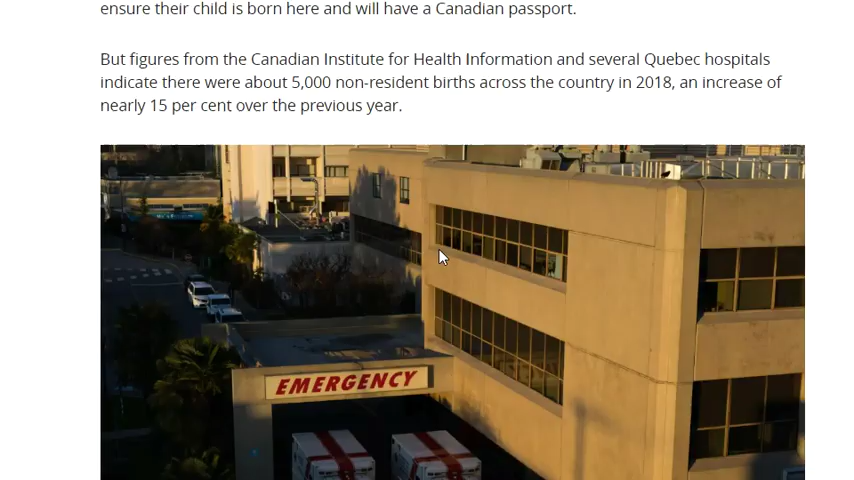 ensure their child is born here and will have a Canadian passport.
But figures from the Canadian Institute for Health Information and several Quebec hospitals
indicate there were about 5,000 non-resident births across the country in 2018, an increase of
nearly 15 per cent over the previous year.
EMERGENCY